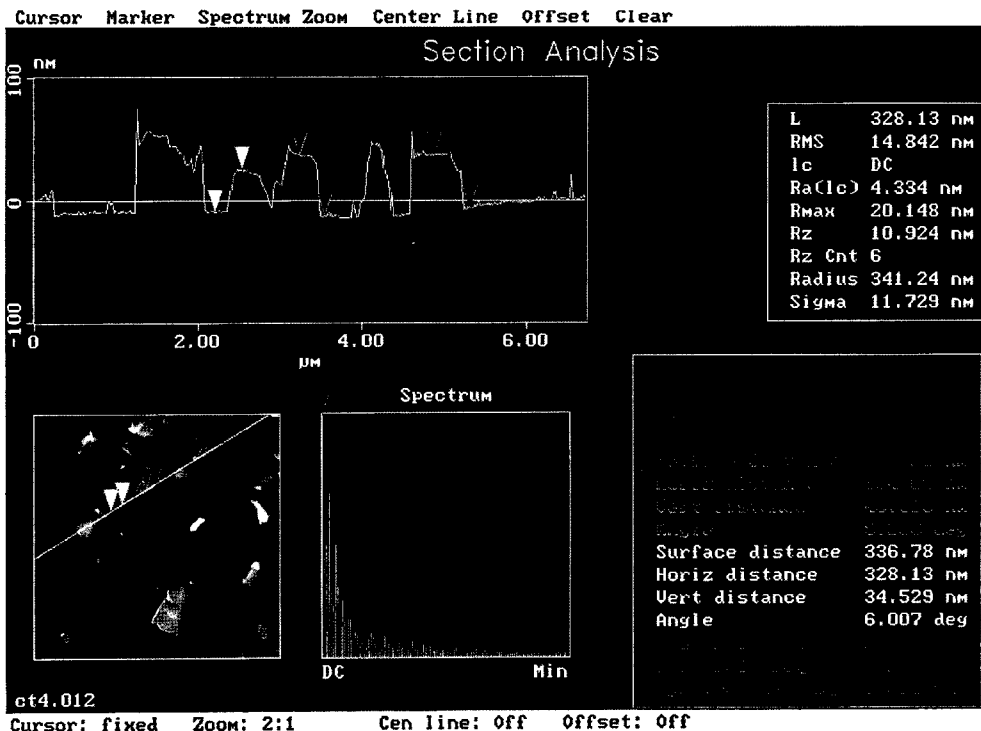 Cursor Marker Spectrum Zoom Center Line Offset Clear
Section Analysis
nM
100
0
-100
0 2.00 4.00 6.00
μM
L 328.13 nM
RMS 14.842 nM
lc DC
Ra(lc) 4.334 nM
Rmax 20.148 nM
Rz 10.924 nM
Rz Cnt 6
Radius 341.24 nM
Sigma 11.729 nM
Spectrum
DC Min
Surface distance 336.78 nM
Horiz distance 328.13 nM
Vert distance 34.529 nM
Angle 6.007 deg
ct4.012
Cursor: fixed Zoom: 2:1 Cen line: Off Offset: Off